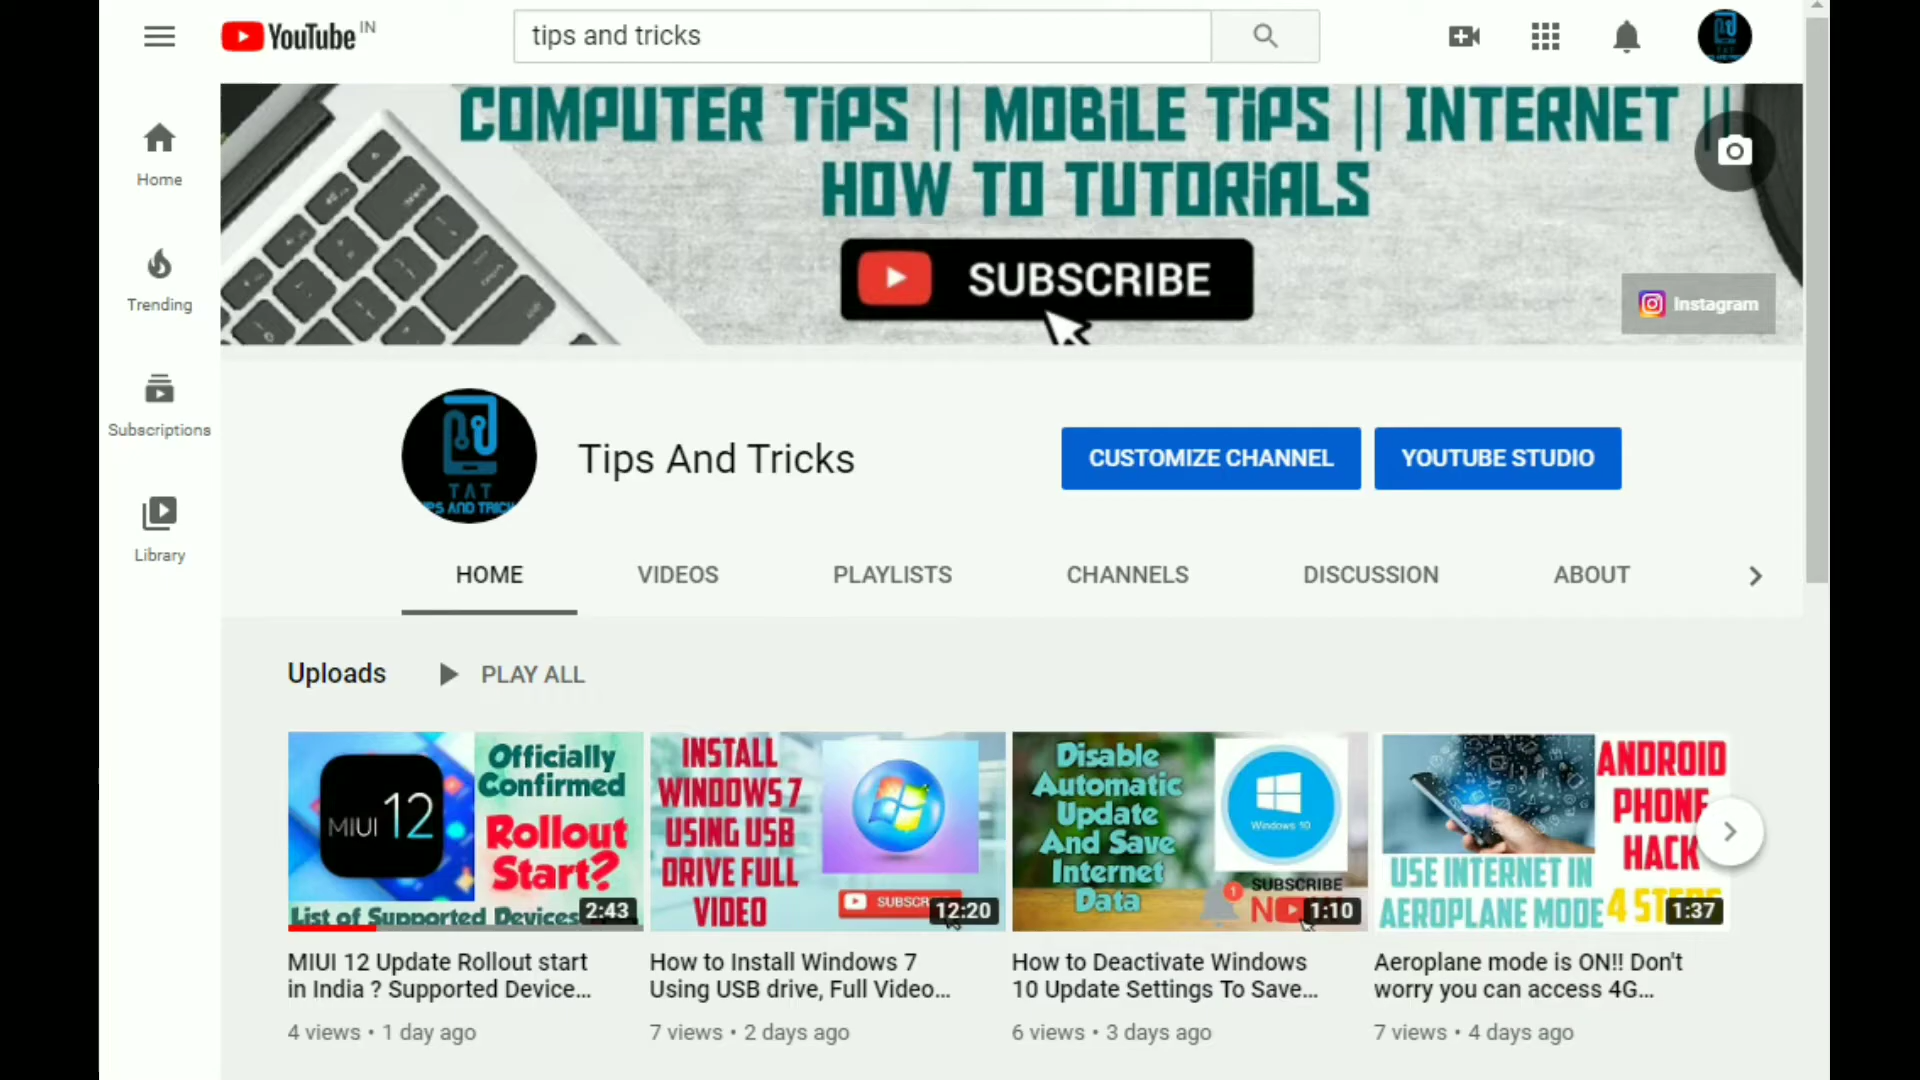 YouTube IN
tips and tricks
COMPUTER TiPS || MOBiLE TiPS || INTERNET ||
HOW TO TUTORiALS
SUBSCRIBE
Instagram
Home
Trending
Subscriptions
Library
TAT
PS AND TRICK
Tips And Tricks
CUSTOMIZE CHANNEL
YOUTUBE STUDIO
HOME
VIDEOS
PLAYLISTS
CHANNELS
DISCUSSION
ABOUT
Uploads
PLAY ALL
MIUI 12
Officially
Confirmed
Rollout
Start?
List of Supported Devices
2:43
INSTALL
WINDOWS 7
USING USB
DRIVE FULL
VIDEO
SUBSCR
12:20
Disable
Automatic
Update
And Save
Internet
Data
Windows 10
1
SUBSCRIBE
1:10
ANDROID
PHONE
HACK
USE INTERNET IN
AEROPLANE MODE
4 STEPS
1:37
MIUI 12 Update Rollout start
in India ? Supported Device...
4 views • 1 day ago
How to Install Windows 7
Using USB drive, Full Video...
7 views • 2 days ago
How to Deactivate Windows
10 Update Settings To Save...
6 views • 3 days ago
Aeroplane mode is ON!! Don't
worry you can access 4G...
7 views • 4 days ago